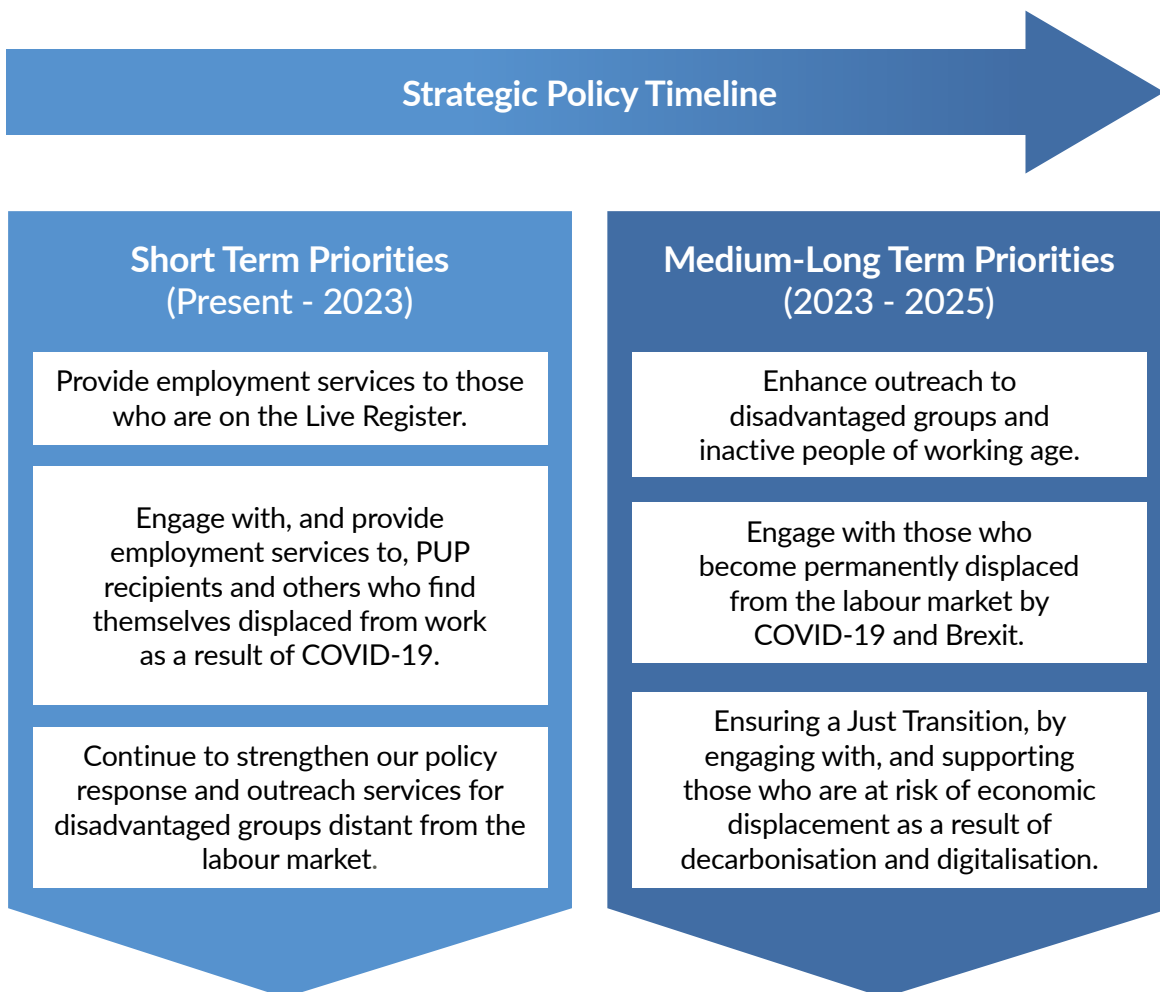 Strategic Policy Timeline
Short Term Priorities
(Present - 2023)
Provide employment services to those
who are on the Live Register.
Engage with, and provide
employment services to, PUP
recipients and others who find
themselves displaced from work
as a result of COVID-19.
Continue to strengthen our policy
response and outreach services for
disadvantaged groups distant from the
labour market.
Medium-Long Term Priorities
(2023 - 2025)
Enhance outreach to
disadvantaged groups and
inactive people of working age.
Engage with those who
become permanently displaced
from the labour market by
COVID-19 and Brexit.
Ensuring a Just Transition, by
engaging with, and supporting
those who are at risk of economic
displacement as a result of
decarbonisation and digitalisation.